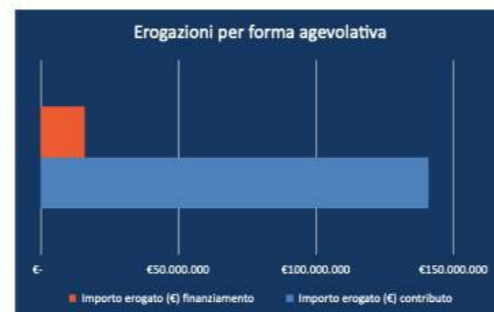 Erogazioni per forma agevolativa
€- €50.000.000 €100.000.000 €150.000.000
Importo erogato (€) finanziamento Importo erogato (€) contributo